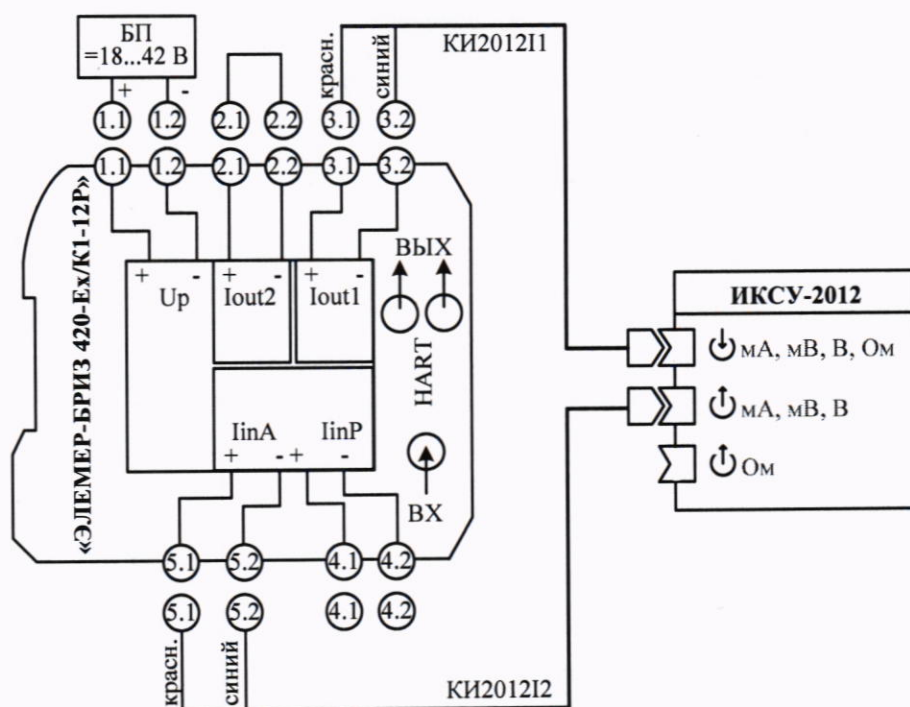 БП
=18...42 В
+ -
красн.
синий
КИ2012I1
1.1 1.2 2.1 2.2 3.1 3.2
1.1 1.2 2.1 2.2 3.1 3.2
«ЭЛЕМЕР-БРИЗ 420-Ex/К1-12Р»
ВЫХ
+ - + - + -
Up Iout2 Iout1
HART
IinA IinP
+ - + -
ВХ
5.1 5.2 4.1 4.2
5.1 5.2 4.1 4.2
красн.
синий
КИ2012I2
ИКСУ-2012
мА, мВ, В, Ом
мА, мВ, В
Ом